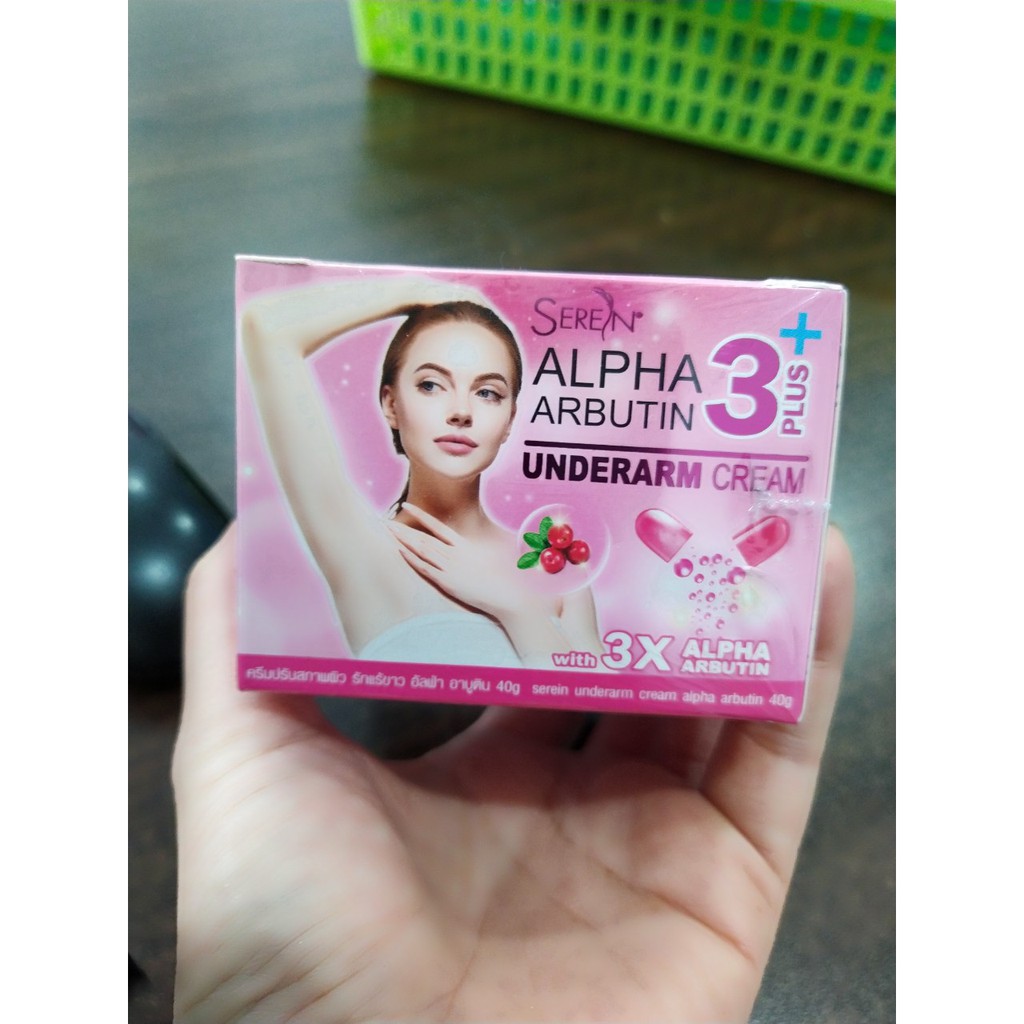 SEREIN®
ALPHA
ARBUTIN
3 PLUS+
UNDERARM CREAM
with 3X ALPHA
ARBUTIN
ครีมปรับสภาพผิว รักแร้ขาว อัลฟ้า อาบูติน 40g serein underarm cream alpha arbutin 40g